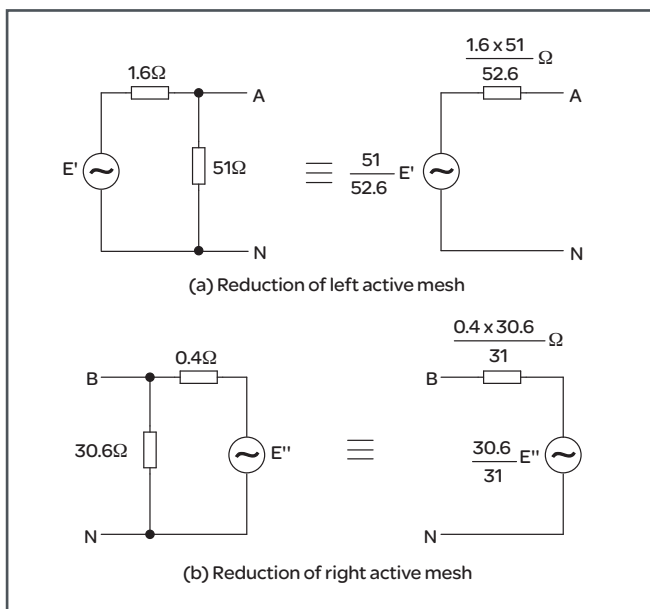 1.6Ω
A
E'
51Ω
N
1.6 x 51
52.6
Ω
A
51
52.6
E'
N
(a) Reduction of left active mesh
B
0.4Ω
30.6Ω
E''
N
0.4 x 30.6
31
Ω
B
30.6
31
E''
N
(b) Reduction of right active mesh